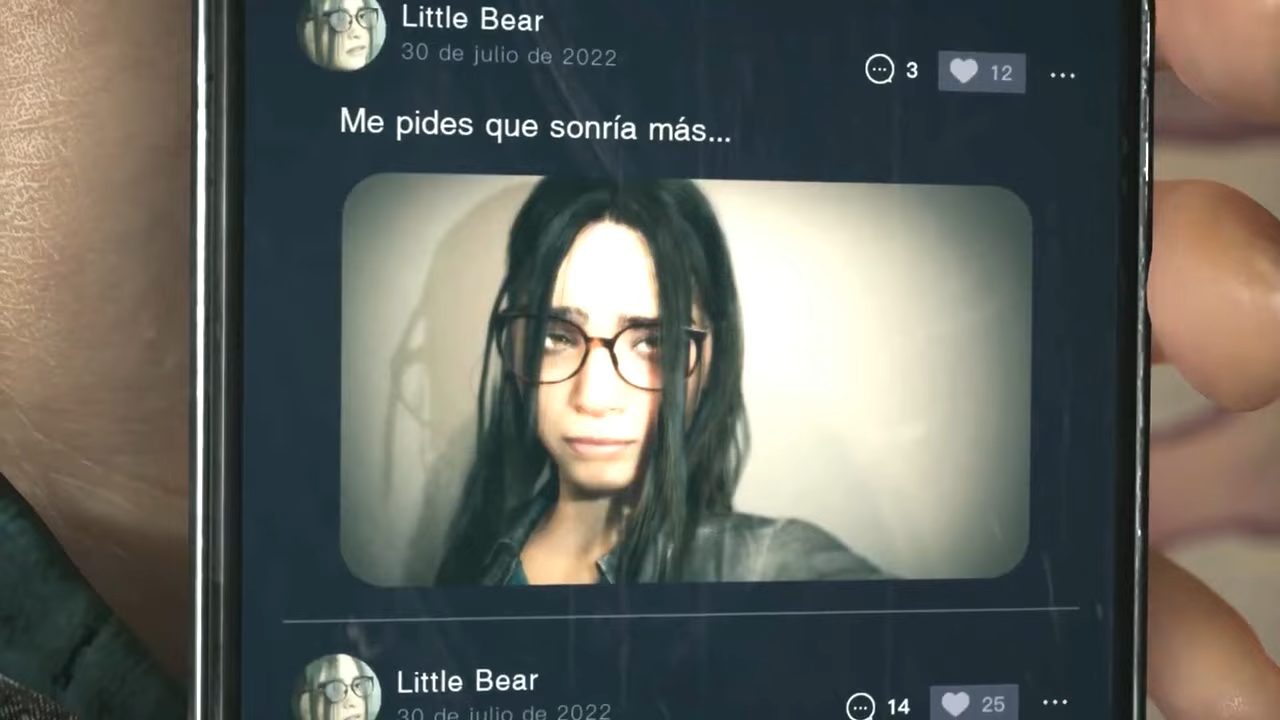 Little Bear
30 de julio de 2022
3
12
Me pides que sonría más...
Little Bear
30 de julio de 2022
14
25